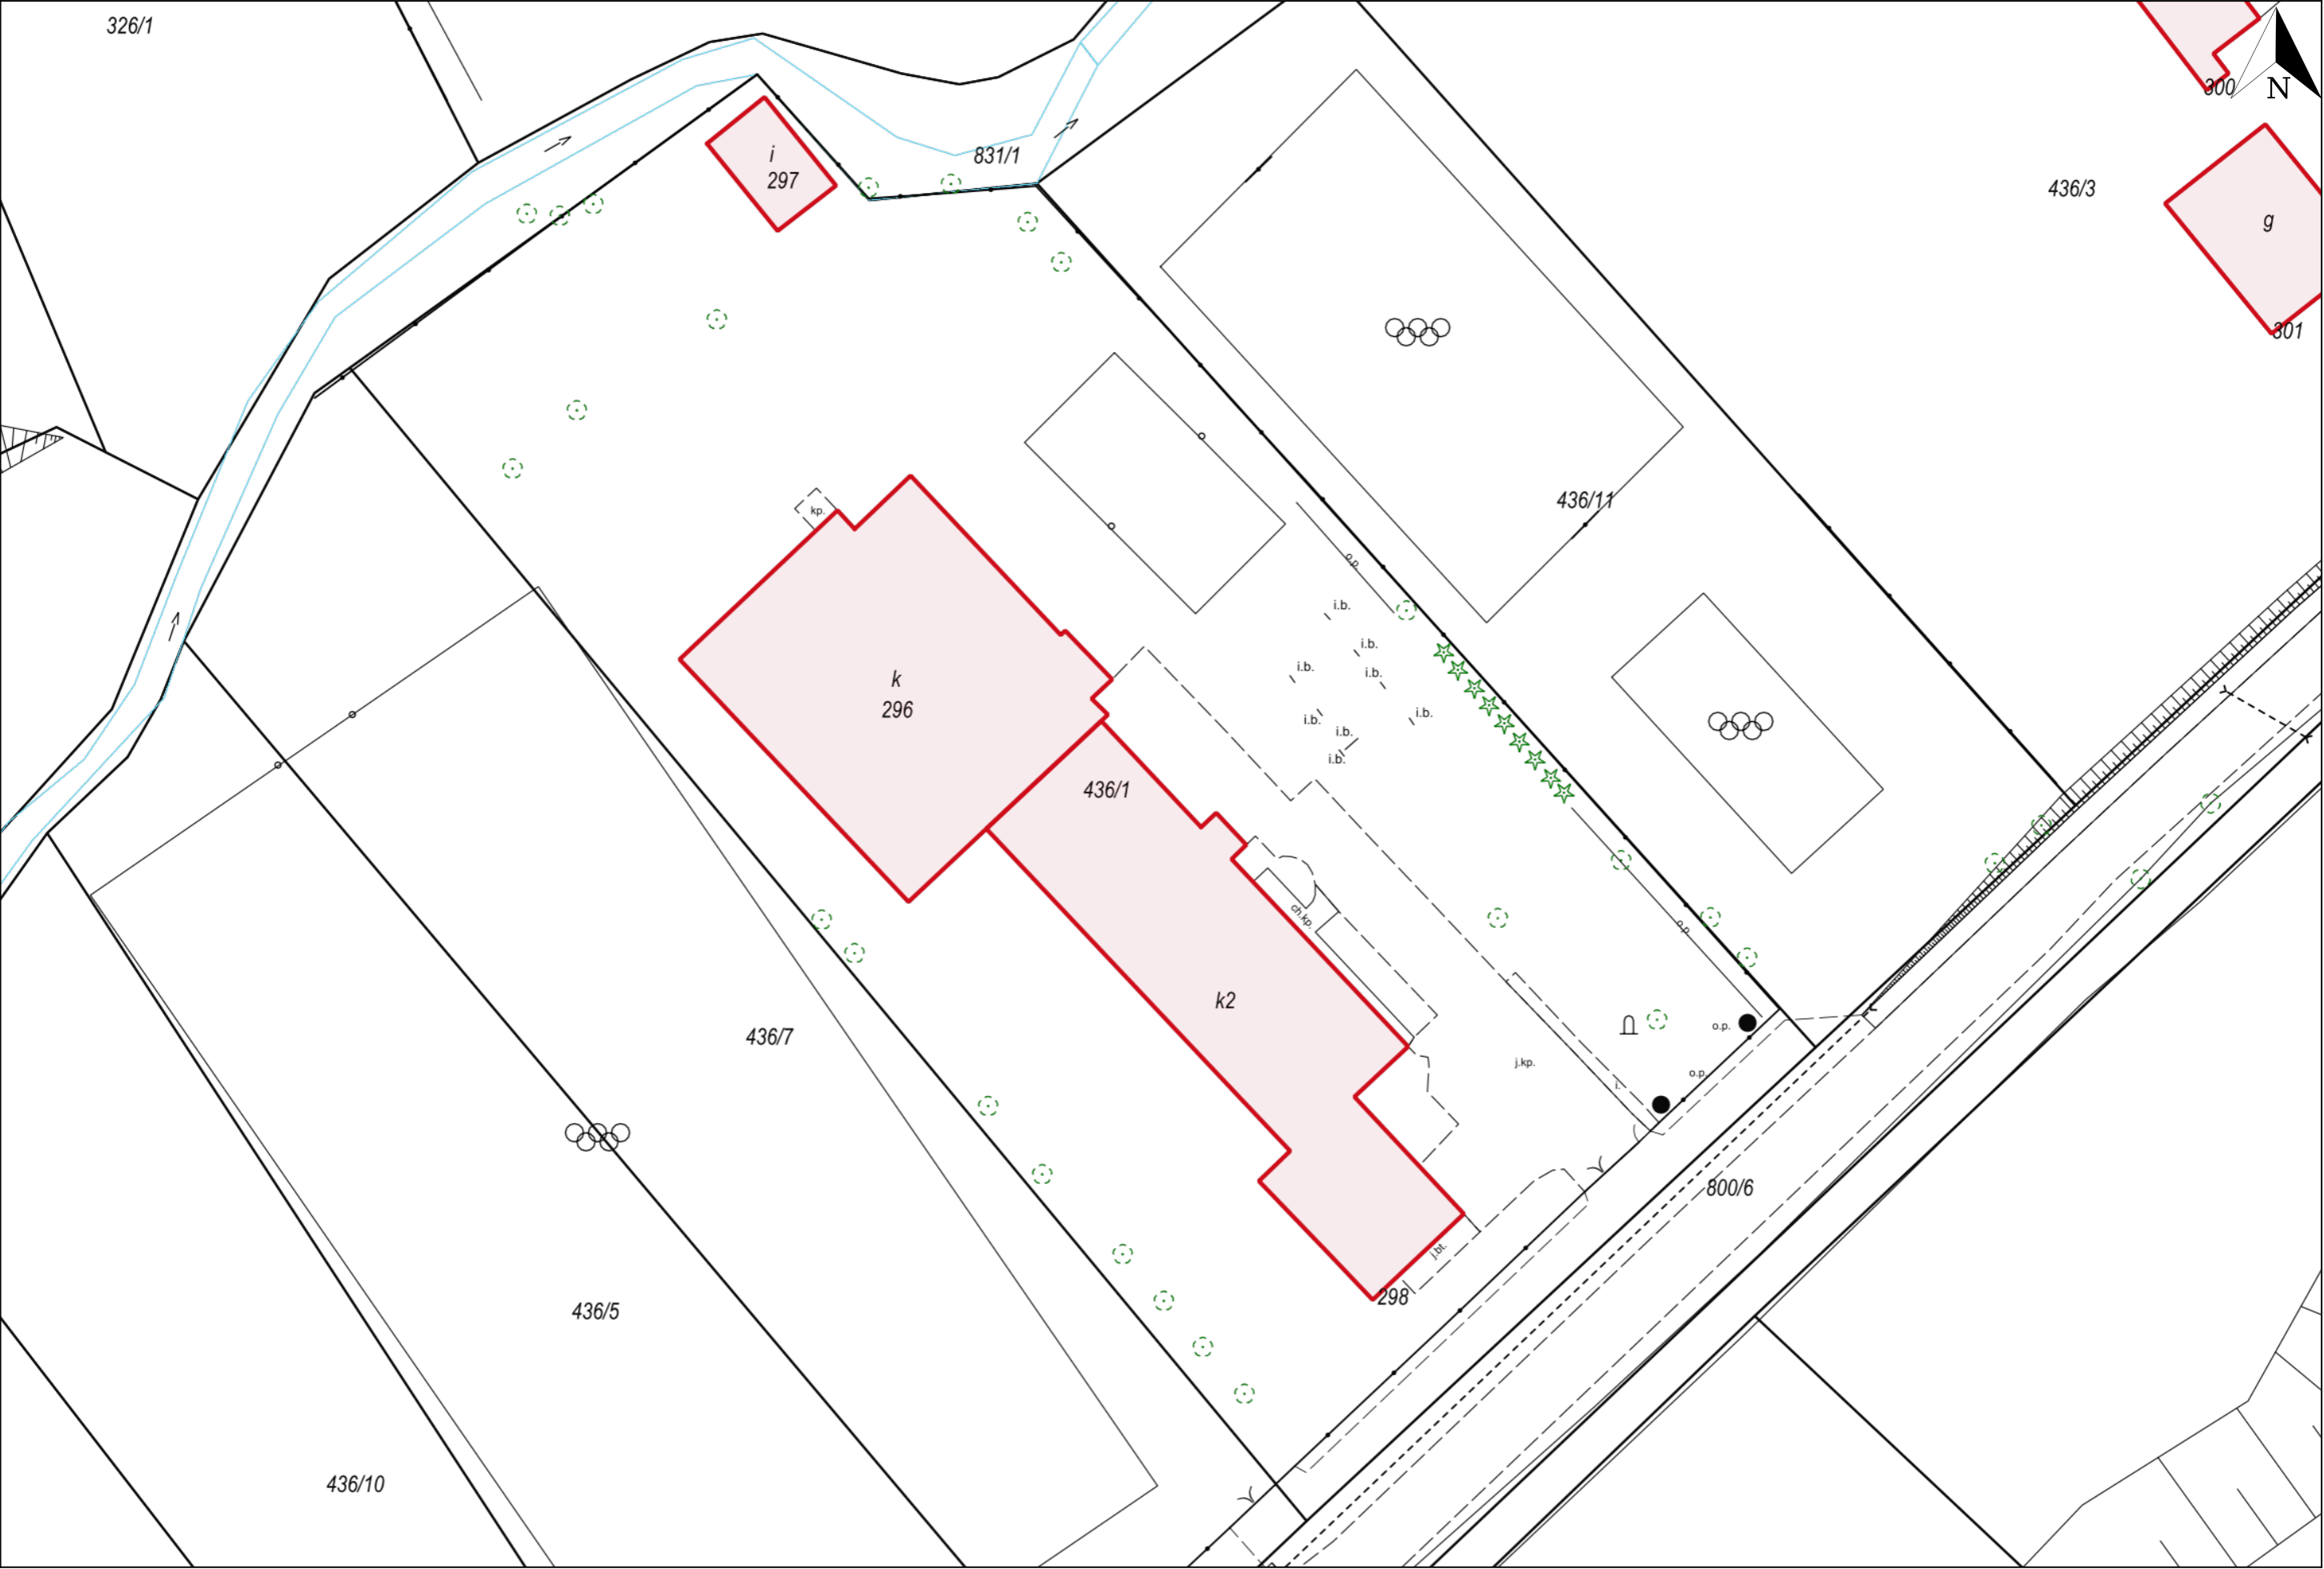 326/1
300
N
i
297
831/1
436/3
g
301
436/11
kp.
o.p.
i.b.
i.b.
i.b.
i.b.
k
296
i.b.
i.b.
i.b.
i.b.
436/1
ch.kp.
o.p.
k2
o.p.
436/7
j.kp.
o.p.
i.
800/6
j.bt.
298
436/5
436/10